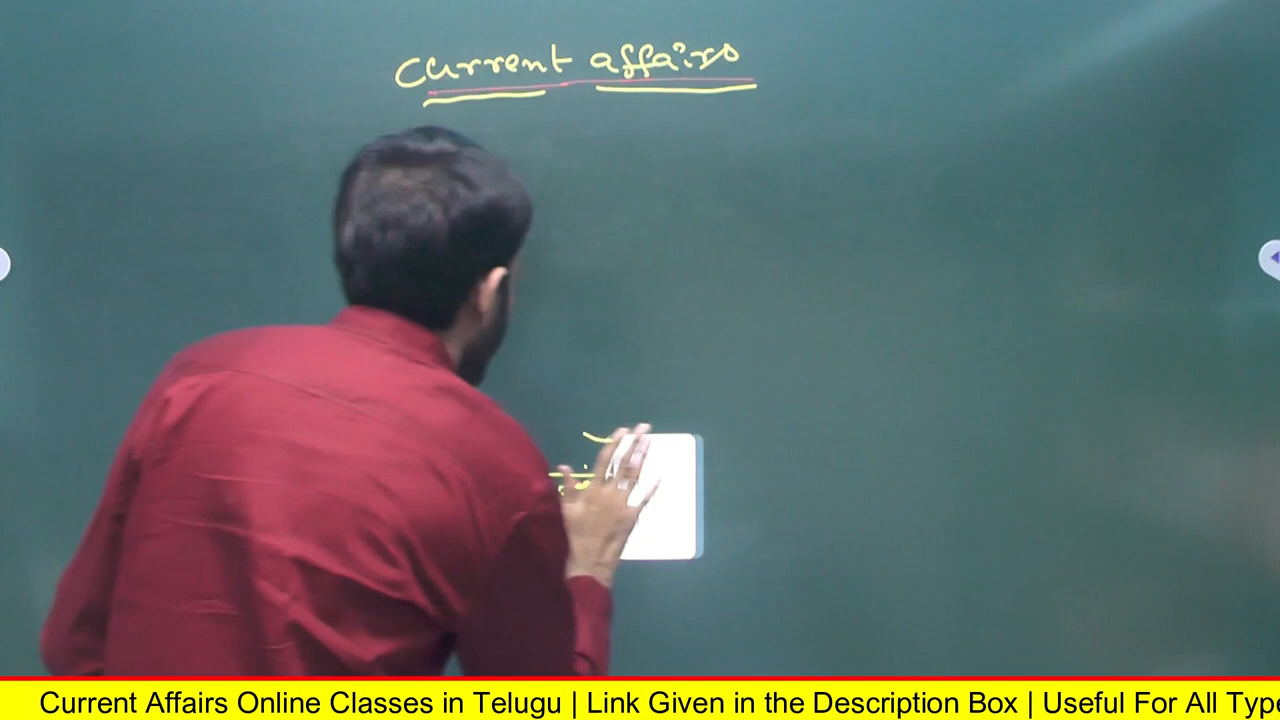 current affairs
Current Affairs Online Classes in Telugu | Link Given in the Description Box | Useful For All Type